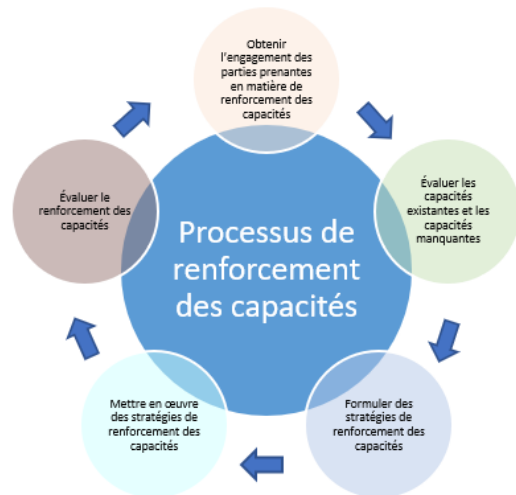 Obtenir
l'engagement des
parties prenantes
en matière de
renforcement des
capacités
Évaluer les
capacités
existantes et les
capacités
manquantes
Formuler des
stratégies de
renforcement des
capacités
Mettre en œuvre
des stratégies de
renforcement des
capacités
Évaluer le
renforcement des
capacités
Processus de
renforcement
des capacités